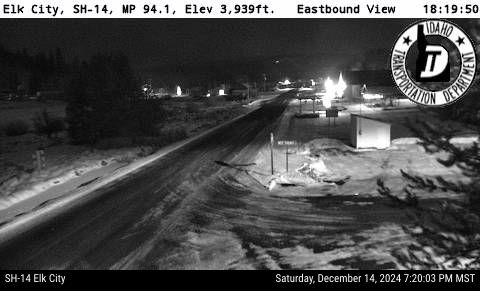 Elk City, SH-14, MP 94.1, Elev 3,939ft. Eastbound View 18:19:50
IDAHO
TRANSPORTATION DEPARTMENT
SH-14 Elk City Saturday, December 14, 2024 7:20:03 PM MST